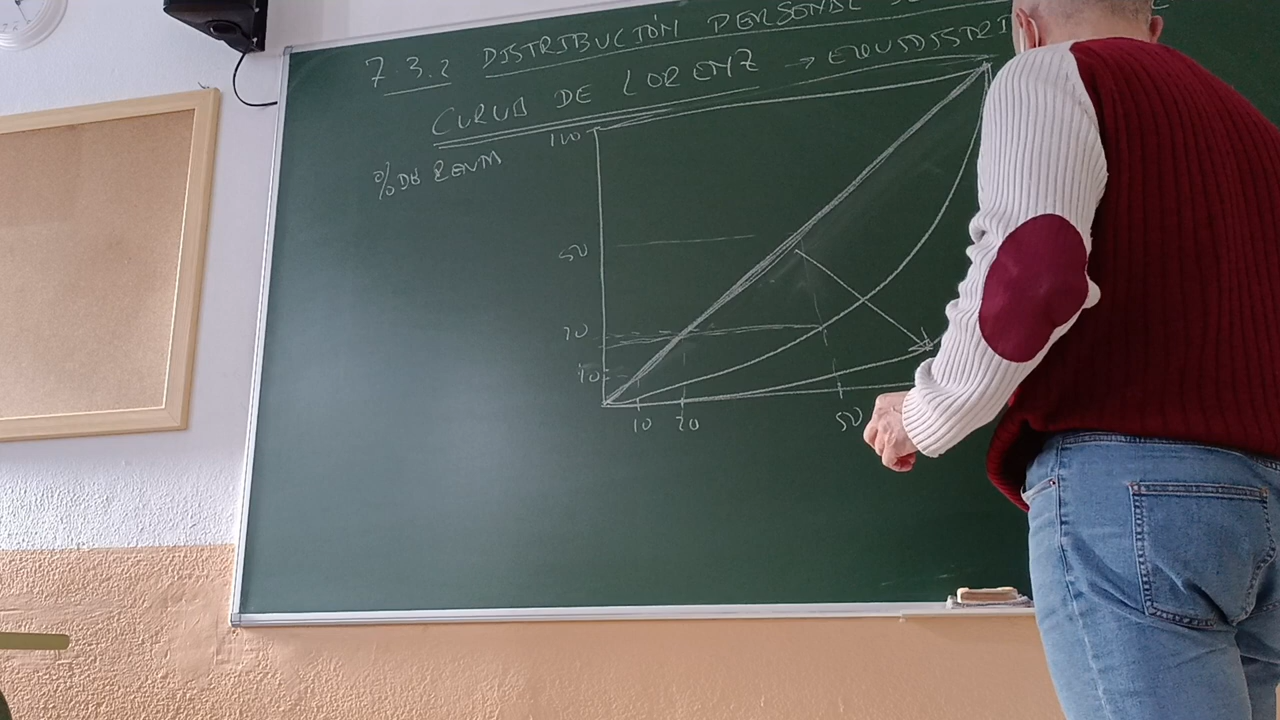 7.3.2 DISTRIBUCIÓN PERSONAL
CURVA DE LORENZ → EQUIDISTRI
100
% DE RENTA
50
20
10
10 20 50